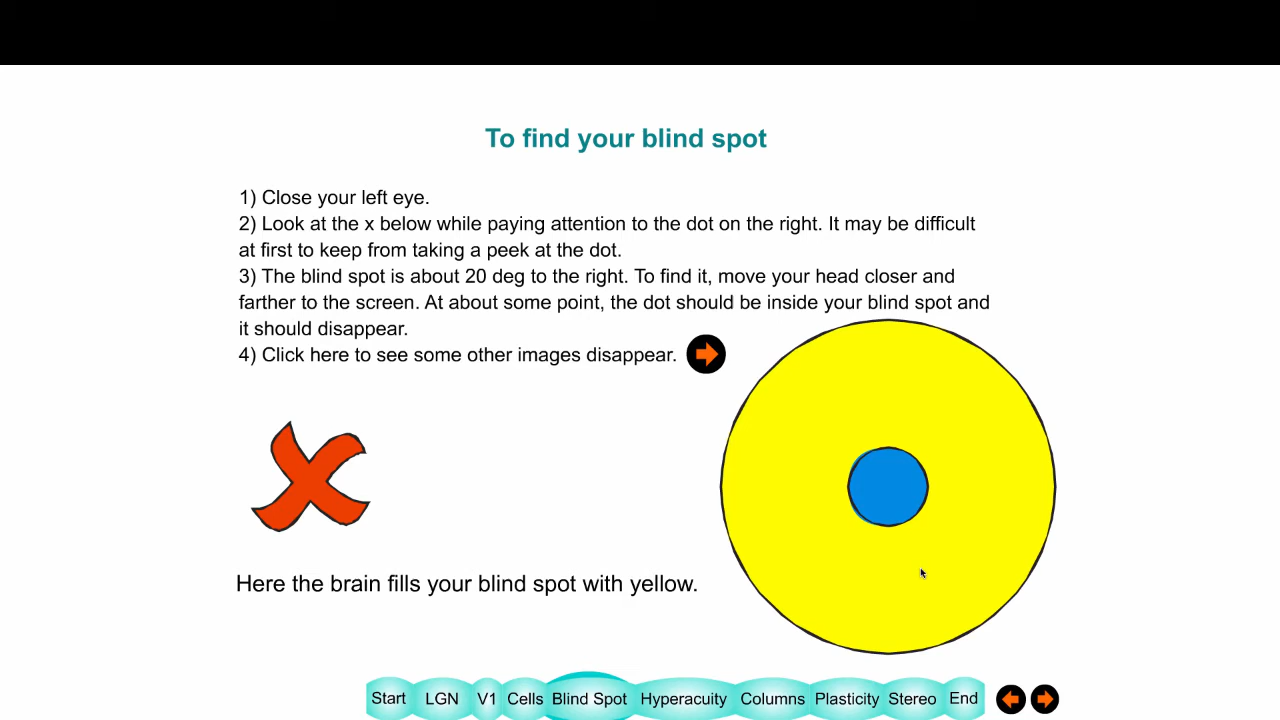 To find your blind spot
1) Close your left eye.
2) Look at the x below while paying attention to the dot on the right. It may be difficult
at first to keep from taking a peek at the dot.
3) The blind spot is about 20 deg to the right. To find it, move your head closer and
farther to the screen. At about some point, the dot should be inside your blind spot and
it should disappear.
4) Click here to see some other images disappear.
Here the brain fills your blind spot with yellow.
Start LGN V1 Cells Blind Spot Hyperacuity Columns Plasticity Stereo End